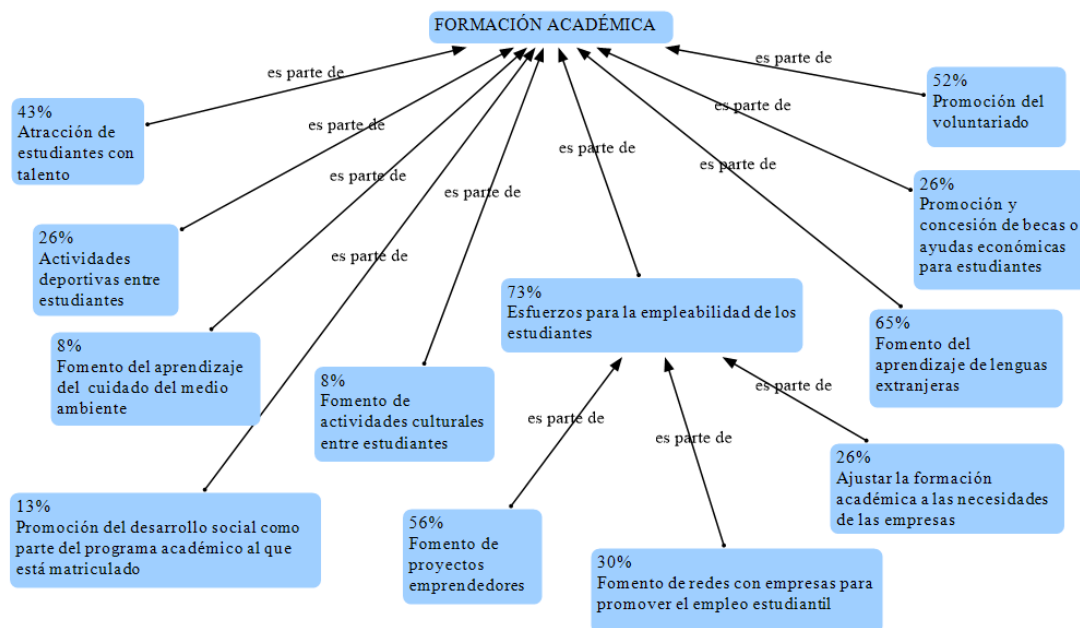 FORMACIÓN ACADÉMICA
es parte de
43%
Atracción de
estudiantes con
talento
es parte de
26%
Actividades
deportivas entre
estudiantes
es parte de
8%
Fomento del aprendizaje
del cuidado del medio
ambiente
es parte de
13%
Promoción del desarrollo social como
parte del programa académico al que
está matriculado
es parte de
8%
Fomento de
actividades culturales
entre estudiantes
es parte de
73%
Esfuerzos para la empleabilidad de los
estudiantes
es parte de
56%
Fomento de
proyectos
emprendedores
es parte de
30%
Fomento de redes con empresas para
promover el empleo estudiantil
es parte de
26%
Ajustar la formación
académica a las necesidades
de las empresas
es parte de
65%
Fomento del
aprendizaje de lenguas
extranjeras
es parte de
26%
Promoción y
concesión de becas o
ayudas económicas
para estudiantes
es parte de
52%
Promoción del
voluntariado